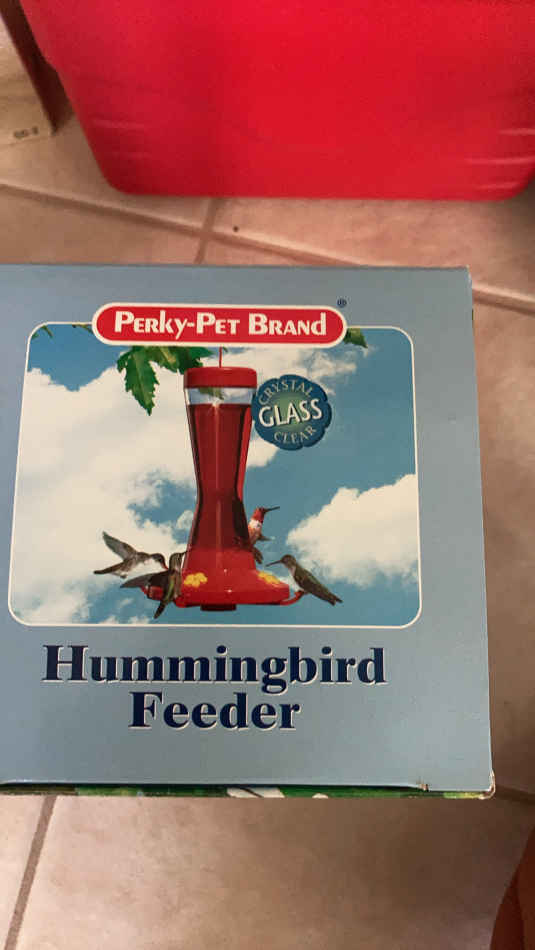 Perky-Pet Brand ®
CRYSTAL
GLASS
CLEAR
Hummingbird
Feeder